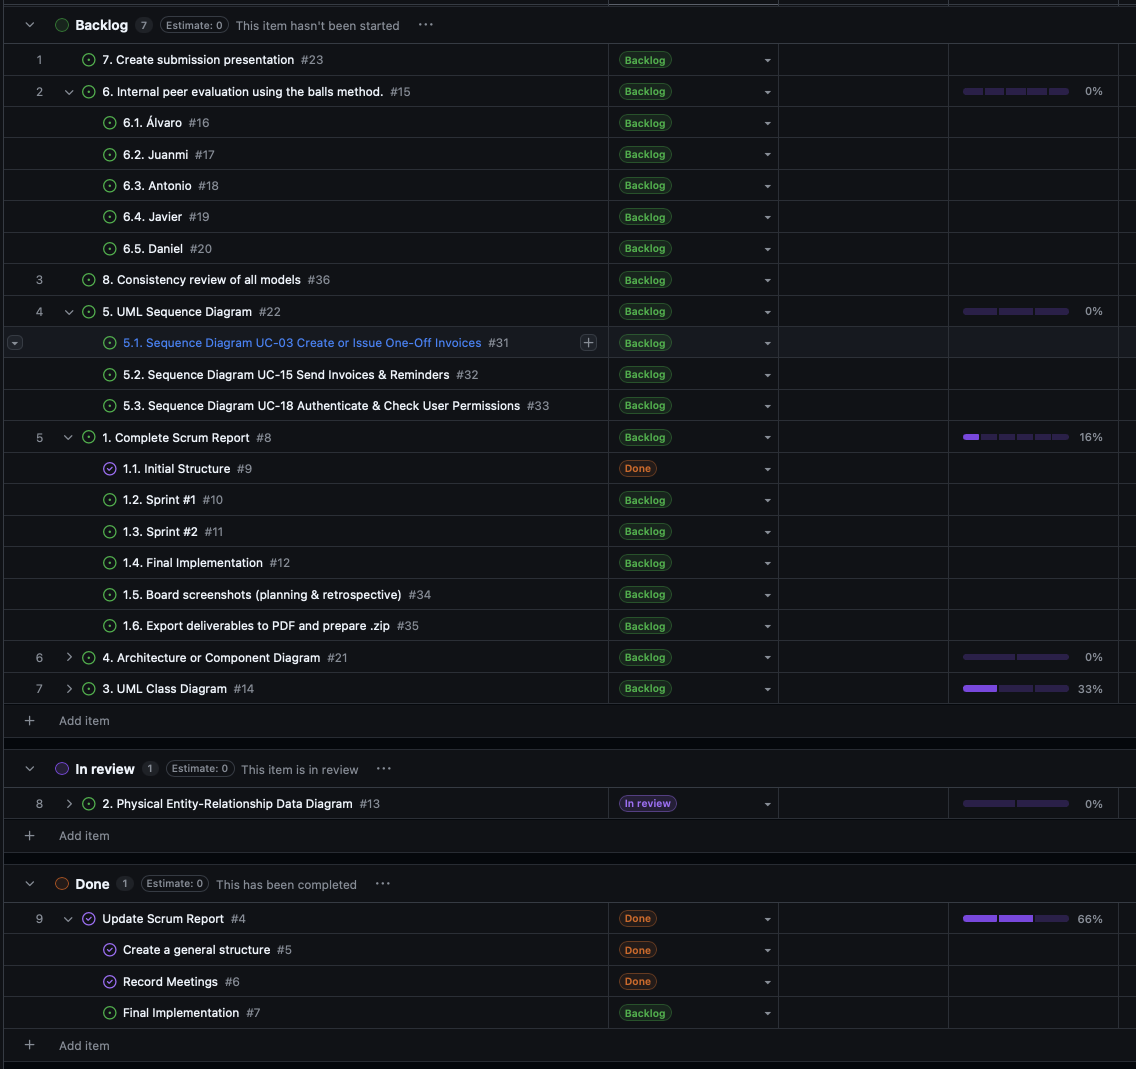 Backlog 7 Estimate: 0 This item hasn't been started ...
1 7. Create submission presentation #23 Backlog
2 6. Internal peer evaluation using the balls method. #15 Backlog 0%
6.1. Álvaro #16 Backlog
6.2. Juanmi #17 Backlog
6.3. Antonio #18 Backlog
6.4. Javier #19 Backlog
6.5. Daniel #20 Backlog
3 8. Consistency review of all models #36 Backlog
4 5. UML Sequence Diagram #22 Backlog 0%
5.1. Sequence Diagram UC-03 Create or Issue One-Off Invoices #31 Backlog
5.2. Sequence Diagram UC-15 Send Invoices & Reminders #32 Backlog
5.3. Sequence Diagram UC-18 Authenticate & Check User Permissions #33 Backlog
5 1. Complete Scrum Report #8 Backlog 16%
1.1. Initial Structure #9 Done
1.2. Sprint #1 #10 Backlog
1.3. Sprint #2 #11 Backlog
1.4. Final Implementation #12 Backlog
1.5. Board screenshots (planning & retrospective) #34 Backlog
1.6. Export deliverables to PDF and prepare .zip #35 Backlog
6 4. Architecture or Component Diagram #21 Backlog 0%
7 3. UML Class Diagram #14 Backlog 33%
+ Add item
In review 1 Estimate: 0 This item is in review ...
8 2. Physical Entity-Relationship Data Diagram #13 In review 0%
+ Add item
Done 1 Estimate: 0 This has been completed ...
9 Update Scrum Report #4 Done 66%
Create a general structure #5 Done
Record Meetings #6 Done
Final Implementation #7 Backlog
+ Add item